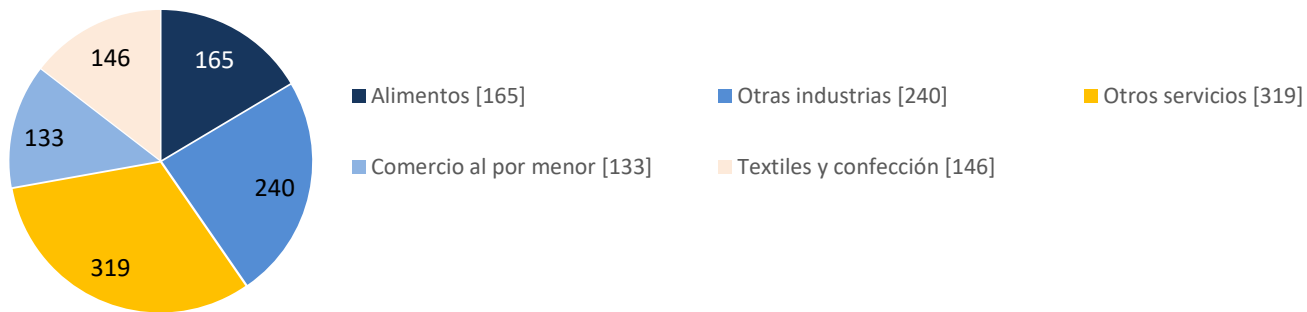 146
165
133
240
319
Alimentos [165]
Otras industrias [240]
Otros servicios [319]
Comercio al por menor [133]
Textiles y confección [146]